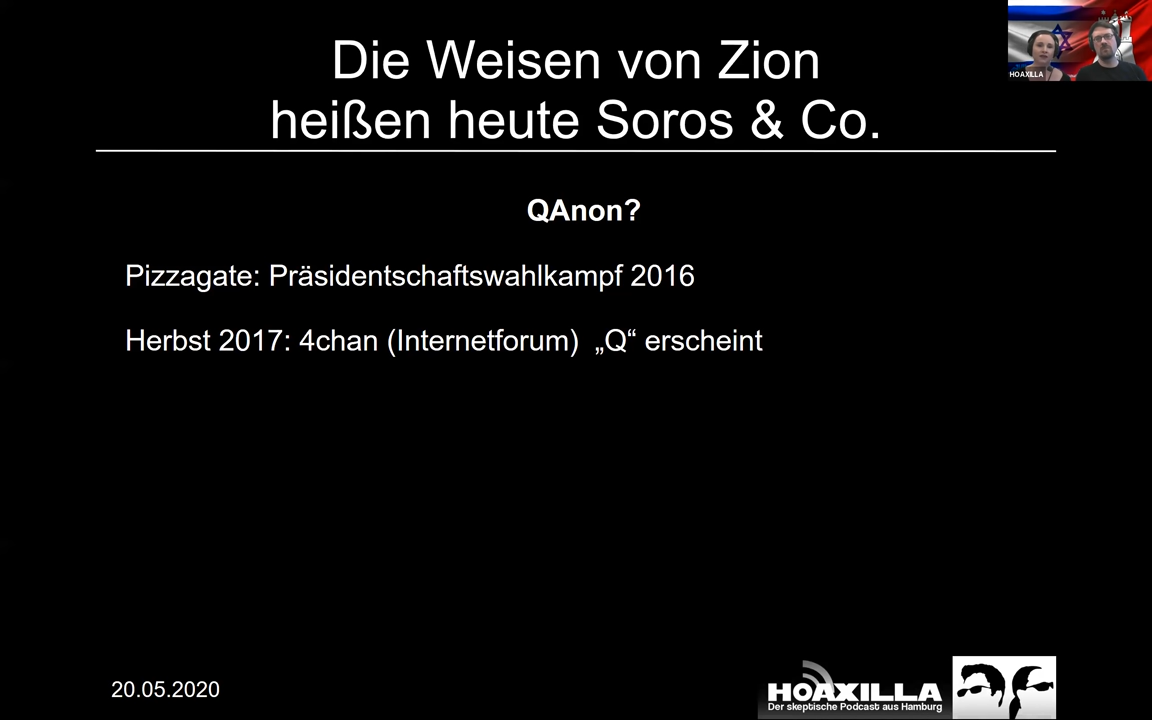 Die Weisen von Zion
heißen heute Soros & Co.
HOAXILLA
QAnon?
Pizzagate: Präsidentschaftswahlkampf 2016
Herbst 2017: 4chan (Internetforum) „Q“ erscheint
20.05.2020
HOAXILLA
Der skeptische Podcast aus Hamburg